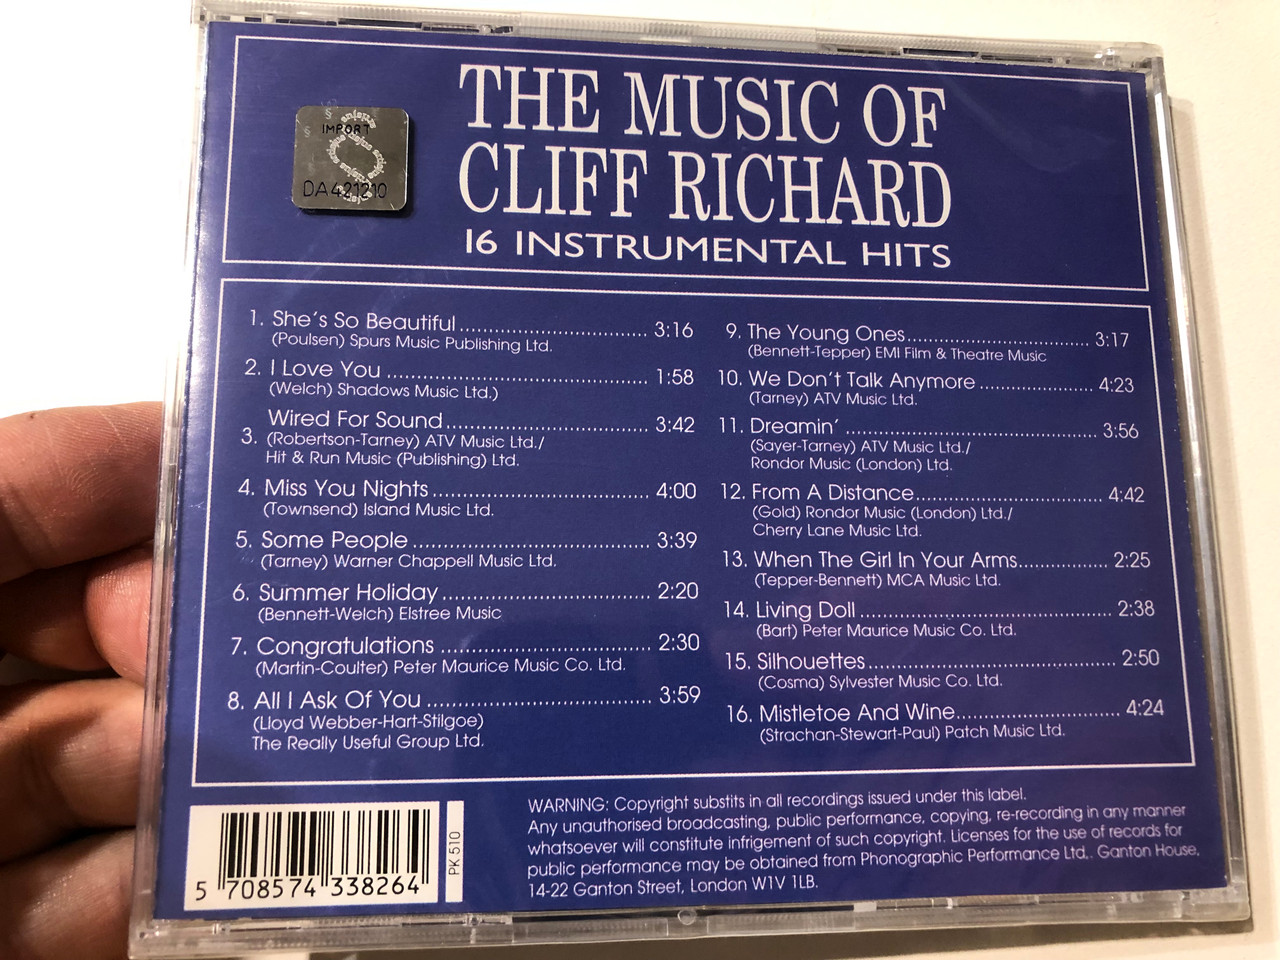 IMPORT
DA421210
THE MUSIC OF
CLIFF RICHARD
16 INSTRUMENTAL HITS
1. She's So Beautiful .............................. 3:16
(Poulsen) Spurs Music Publishing Ltd.
2. I Love You .......................................... 1:58
(Welch) Shadows Music Ltd.)
Wired For Sound................................. 3:42
3. (Robertson-Tarney) ATV Music Ltd./
Hit & Run Music (Publishing) Ltd.
4. Miss You Nights................................... 4:00
(Townsend) Island Music Ltd.
5. Some People...................................... 3:39
(Tarney) Warner Chappell Music Ltd.
6. Summer Holiday ................................. 2:20
(Bennett-Welch) Elstree Music
7. Congratulations .................................. 2:30
(Martin-Coulter) Peter Maurice Music Co. Ltd.
8. All I Ask Of You .................................... 3:59
(Lloyd Webber-Hart-Stilgoe)
The Really Useful Group Ltd.
9. The Young Ones.............................. 3:17
(Bennett-Tepper) EMI Film & Theatre Music
10. We Don't Talk Anymore .................. 4:23
(Tarney) ATV Music Ltd.
11. Dreamin' ........................................ 3:56
(Sayer-Tarney) ATV Music Ltd./
Rondor Music (London) Ltd.
12. From A Distance.............................. 4:42
(Gold) Rondor Music (London) Ltd./
Cherry Lane Music Ltd.
13. When The Girl In Your Arms.............. 2:25
(Tepper-Bennett) MCA Music Ltd.
14. Living Doll........................................ 2:38
(Bart) Peter Maurice Music Co. Ltd.
15. Silhouettes....................................... 2:50
(Cosma) Sylvester Music Co. Ltd.
16. Mistletoe And Wine.......................... 4:24
(Strachan-Stewart-Paul) Patch Music Ltd.
5 708574 338264
PK 510
WARNING: Copyright substits in all recordings issued under this label.
Any unauthorised broadcasting, public performance, copying, re-recording in any manner
whatsoever will constitute infrigement of such copyright. Licenses for the use of records for
public performance may be obtained from Phonographic Performance Ltd,. Ganton House,
14-22 Ganton Street, London W1V 1LB.